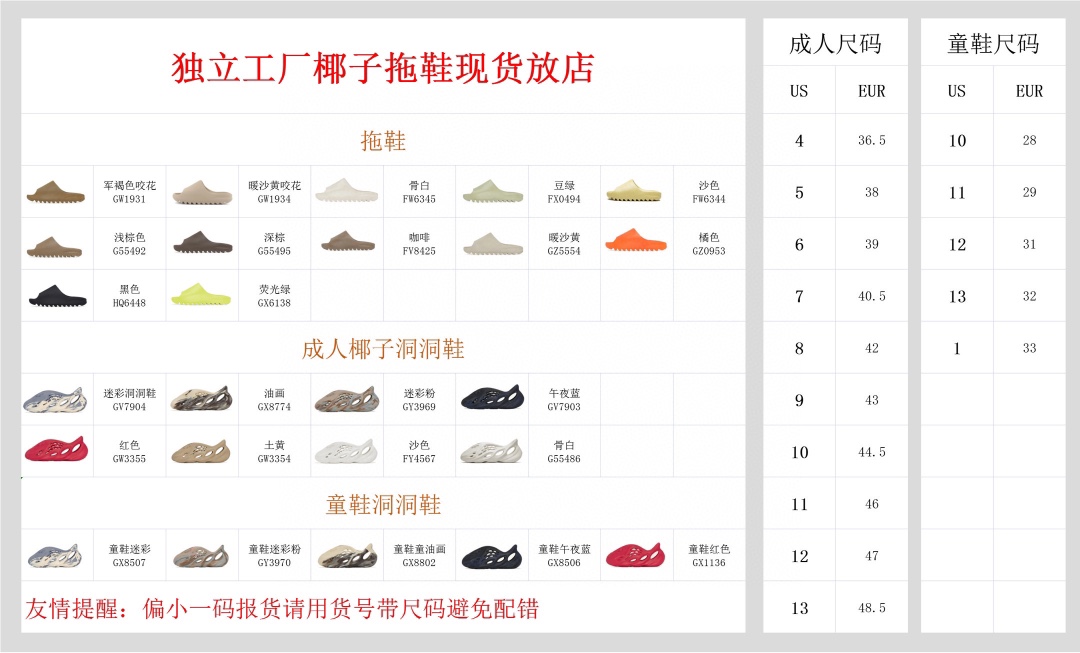 独立工厂椰子拖鞋现货放店
拖鞋
军褐色咬花
GW1931
暖沙黄咬花
GW1934
骨白
FW6345
豆绿
FX0494
沙色
FW6344
浅棕色
G55492
深棕
G55495
咖啡
FV8425
暖沙黄
GZ5554
橘色
GZ0953
黑色
HQ6448
荧光绿
GX6138
成人椰子洞洞鞋
迷彩洞洞鞋
GV7904
油画
GX8774
迷彩粉
GY3969
午夜蓝
GV7903
红色
GW3355
土黄
GW3354
沙色
FY4567
骨白
G55486
童鞋洞洞鞋
童鞋迷彩
GX8507
童鞋迷彩粉
GY3970
童鞋童油画
GX8802
童鞋午夜蓝
GX8506
童鞋红色
GX1136
友情提醒：偏小一码报货请用货号带尺码避免配错
成人尺码
US EUR
4 36.5
5 38
6 39
7 40.5
8 42
9 43
10 44.5
11 46
12 47
13 48.5
童鞋尺码
US EUR
10 28
11 29
12 31
13 32
1 33